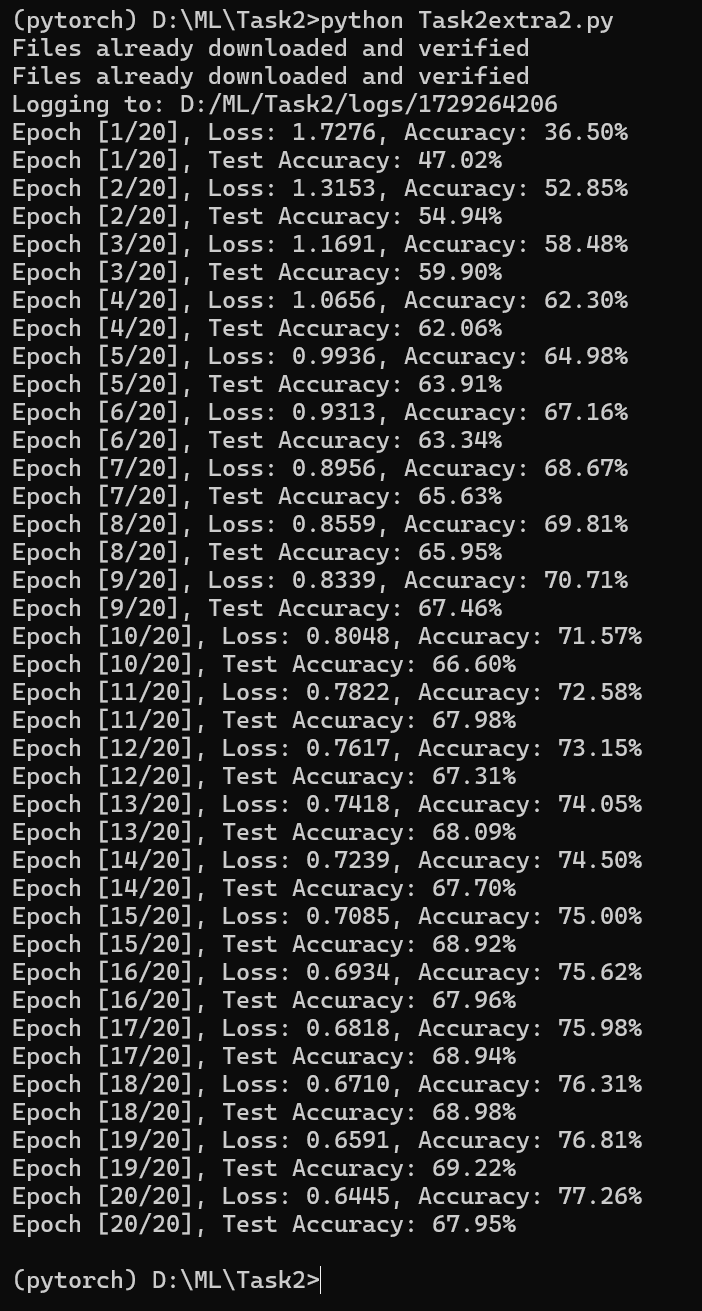 (pytorch) D:\ML\Task2>python Task2extra2.py
Files already downloaded and verified
Files already downloaded and verified
Logging to: D:/ML/Task2/logs/1729264206
Epoch [1/20], Loss: 1.7276, Accuracy: 36.50%
Epoch [1/20], Test Accuracy: 47.02%
Epoch [2/20], Loss: 1.3153, Accuracy: 52.85%
Epoch [2/20], Test Accuracy: 54.94%
Epoch [3/20], Loss: 1.1691, Accuracy: 58.48%
Epoch [3/20], Test Accuracy: 59.90%
Epoch [4/20], Loss: 1.0656, Accuracy: 62.30%
Epoch [4/20], Test Accuracy: 62.06%
Epoch [5/20], Loss: 0.9936, Accuracy: 64.98%
Epoch [5/20], Test Accuracy: 63.91%
Epoch [6/20], Loss: 0.9313, Accuracy: 67.16%
Epoch [6/20], Test Accuracy: 63.34%
Epoch [7/20], Loss: 0.8956, Accuracy: 68.67%
Epoch [7/20], Test Accuracy: 65.63%
Epoch [8/20], Loss: 0.8559, Accuracy: 69.81%
Epoch [8/20], Test Accuracy: 65.95%
Epoch [9/20], Loss: 0.8339, Accuracy: 70.71%
Epoch [9/20], Test Accuracy: 67.46%
Epoch [10/20], Loss: 0.8048, Accuracy: 71.57%
Epoch [10/20], Test Accuracy: 66.60%
Epoch [11/20], Loss: 0.7822, Accuracy: 72.58%
Epoch [11/20], Test Accuracy: 67.98%
Epoch [12/20], Loss: 0.7617, Accuracy: 73.15%
Epoch [12/20], Test Accuracy: 67.31%
Epoch [13/20], Loss: 0.7418, Accuracy: 74.05%
Epoch [13/20], Test Accuracy: 68.09%
Epoch [14/20], Loss: 0.7239, Accuracy: 74.50%
Epoch [14/20], Test Accuracy: 67.70%
Epoch [15/20], Loss: 0.7085, Accuracy: 75.00%
Epoch [15/20], Test Accuracy: 68.92%
Epoch [16/20], Loss: 0.6934, Accuracy: 75.62%
Epoch [16/20], Test Accuracy: 67.96%
Epoch [17/20], Loss: 0.6818, Accuracy: 75.98%
Epoch [17/20], Test Accuracy: 68.94%
Epoch [18/20], Loss: 0.6710, Accuracy: 76.31%
Epoch [18/20], Test Accuracy: 68.98%
Epoch [19/20], Loss: 0.6591, Accuracy: 76.81%
Epoch [19/20], Test Accuracy: 69.22%
Epoch [20/20], Loss: 0.6445, Accuracy: 77.26%
Epoch [20/20], Test Accuracy: 67.95%
(pytorch) D:\ML\Task2>